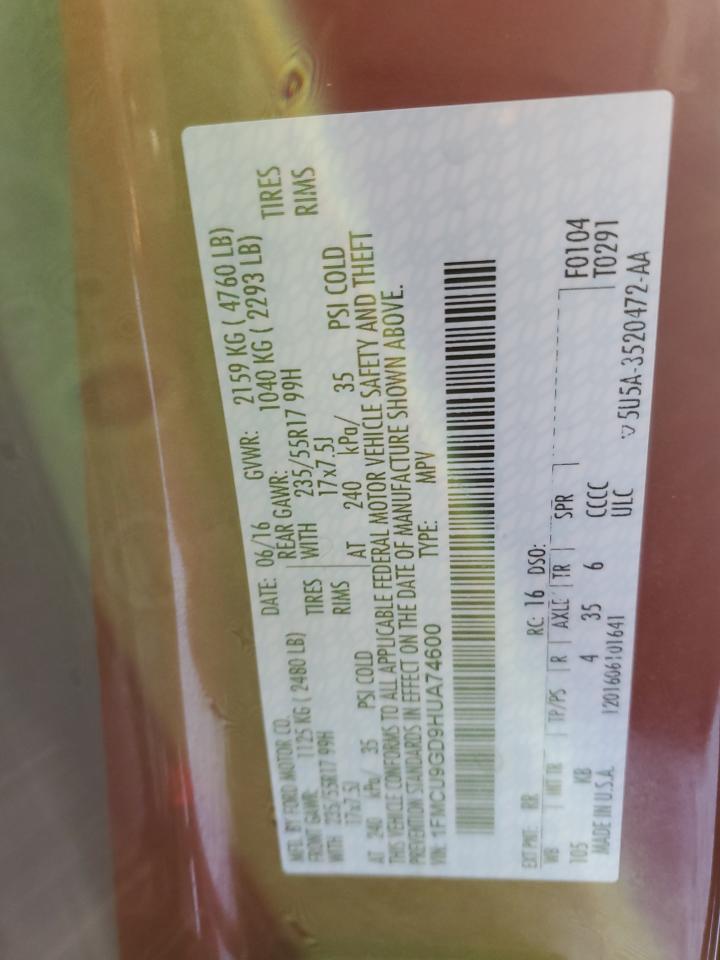 MFD. BY FORD MOTOR CO.
DATE: 06/16 GVWR: 2159 KG ( 4760 LB)
FRONT GAWR: 1125 KG ( 2480 LB) REAR GAWR: 1040 KG ( 2293 LB)
WITH 235/55R17 99H TIRES WITH 235/55R17 99H TIRES
17x7.5J RIMS 17x7.5J RIMS
AT 240 kPa/ 35 PSI COLD AT 240 kPa/ 35 PSI COLD
THIS VEHICLE CONFORMS TO ALL APPLICABLE FEDERAL MOTOR VEHICLE SAFETY AND THEFT
PREVENTION STANDARDS IN EFFECT ON THE DATE OF MANUFACTURE SHOWN ABOVE.
VIN: 1FMCU9GD9HUA74600 TYPE: MPV
EXT PNT: RR RC: 16 DSO: F0104
WB INT TR TP/PS R AXLE TR SPR T0291
105 KB 4 35 6 CCCC
MADE IN U.S.A. 1201606101641 ULC ▽5U5A-3520472-AA